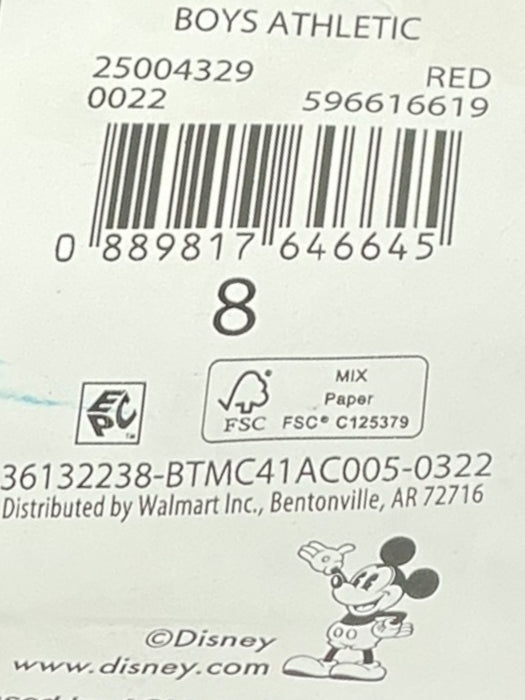 BOYS ATHLETIC
25004329 RED
0022 596616619
0 889817 646645
8
EPC
MIX
Paper
FSC FSC® C125379
36132238-BTMC41AC005-0322
Distributed by Walmart Inc., Bentonville, AR 72716
©Disney
www.disney.com